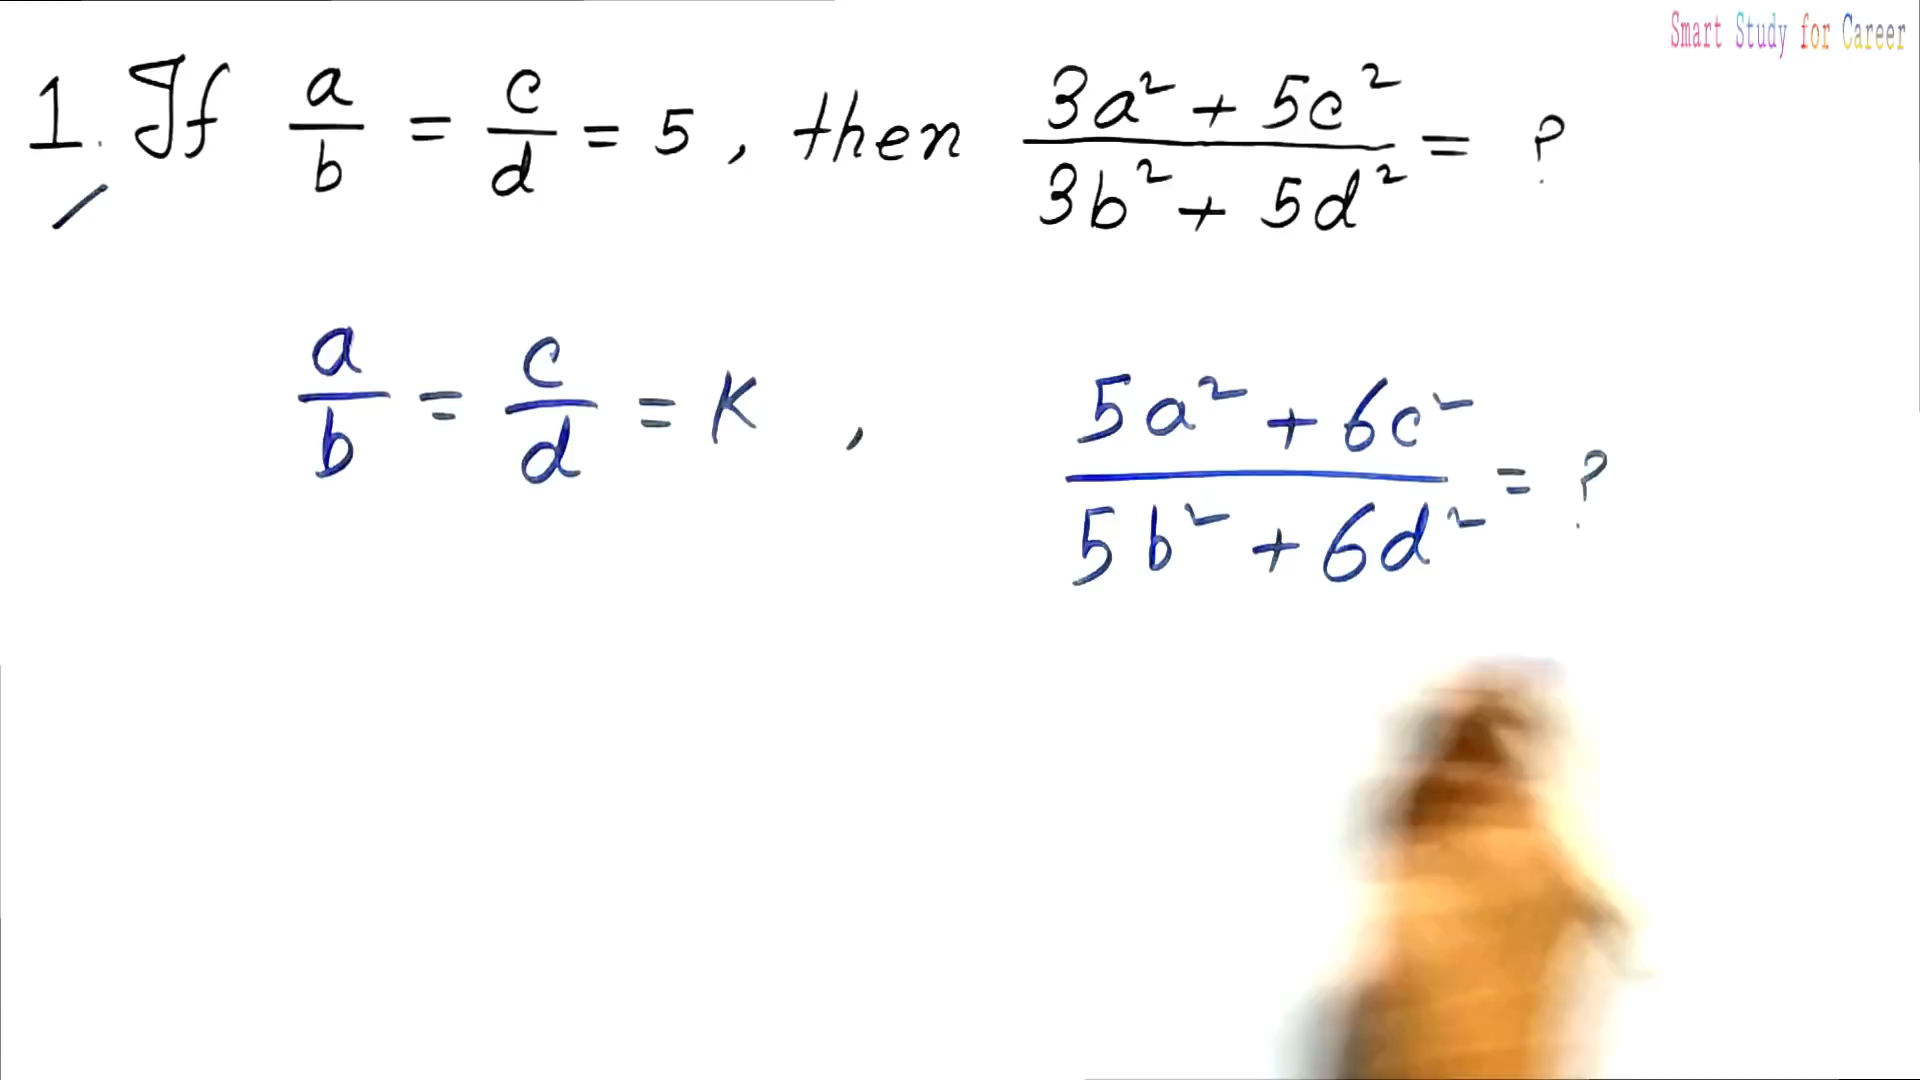 Smart Study for Career
1. If a/b = c/d = 5, then (3a² + 5c²)/(3b² + 5d²) = ?
a/b = c/d = K, (5a² + 6c²)/(5b² + 6d²) = ?